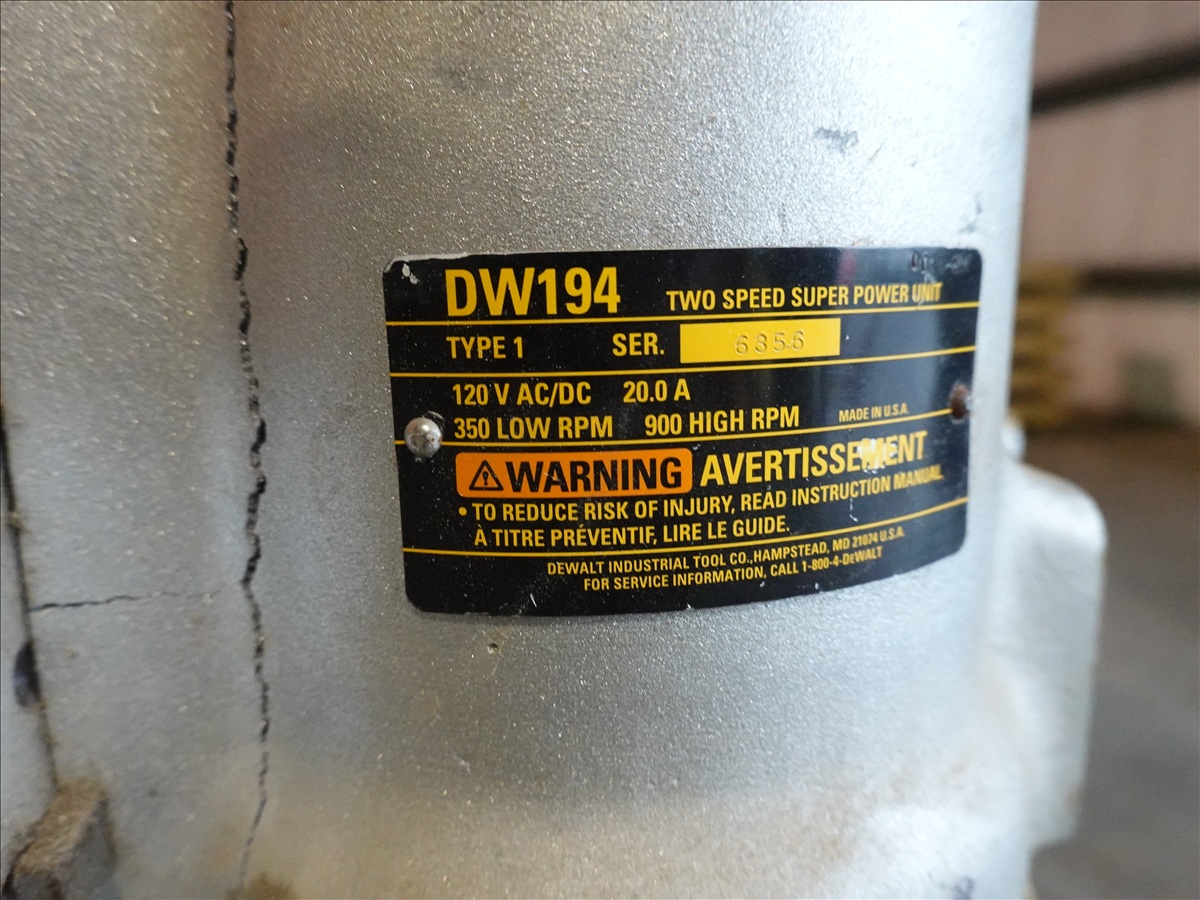 DW194 TWO SPEED SUPER POWER UNIT
TYPE 1 SER. 6356
120 V AC/DC 20.0 A
350 LOW RPM 900 HIGH RPM MADE IN U.S.A.
WARNING AVERTISSEMENT
• TO REDUCE RISK OF INJURY, READ INSTRUCTION MANUAL
À TITRE PRÉVENTIF, LIRE LE GUIDE.
DEWALT INDUSTRIAL TOOL CO., HAMPSTEAD, MD 21074 U.S.A.
FOR SERVICE INFORMATION, CALL 1-800-4-DEWALT